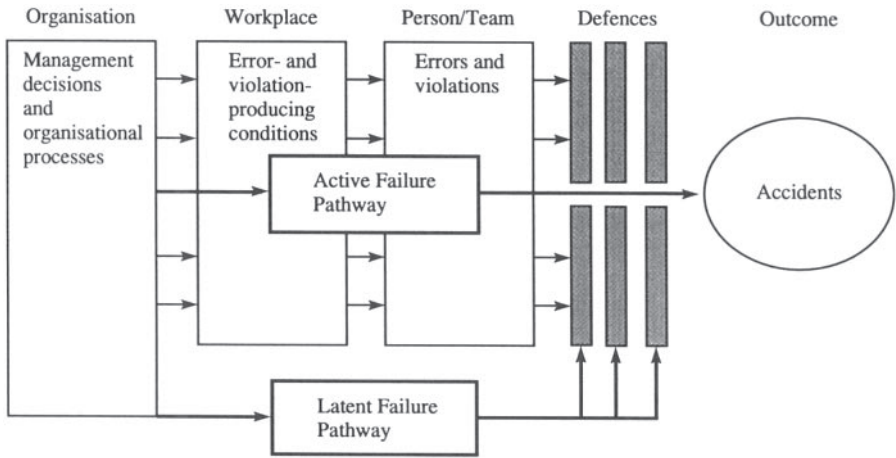 Organisation
Workplace
Person/Team
Defences
Outcome
Management
decisions
and
organisational
processes
Error- and
violation-
producing
conditions
Errors and
violations
Active Failure
Pathway
Accidents
Latent Failure
Pathway